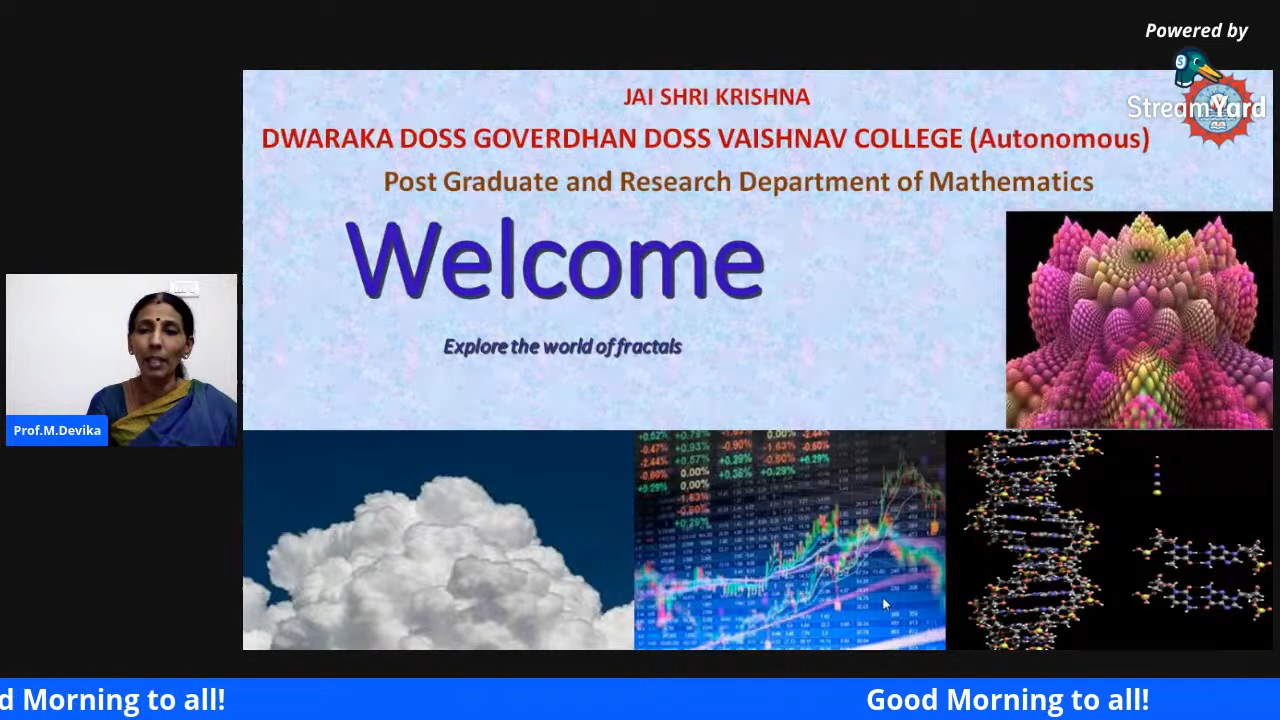 Powered by
StreamYard
JAI SHRI KRISHNA
DWARAKA DOSS GOVERDHAN DOSS VAISHNAV COLLEGE (Autonomous)
Post Graduate and Research Department of Mathematics
Welcome
Explore the world of fractals
Prof.M.Devika
d Morning to all!
Good Morning to all!